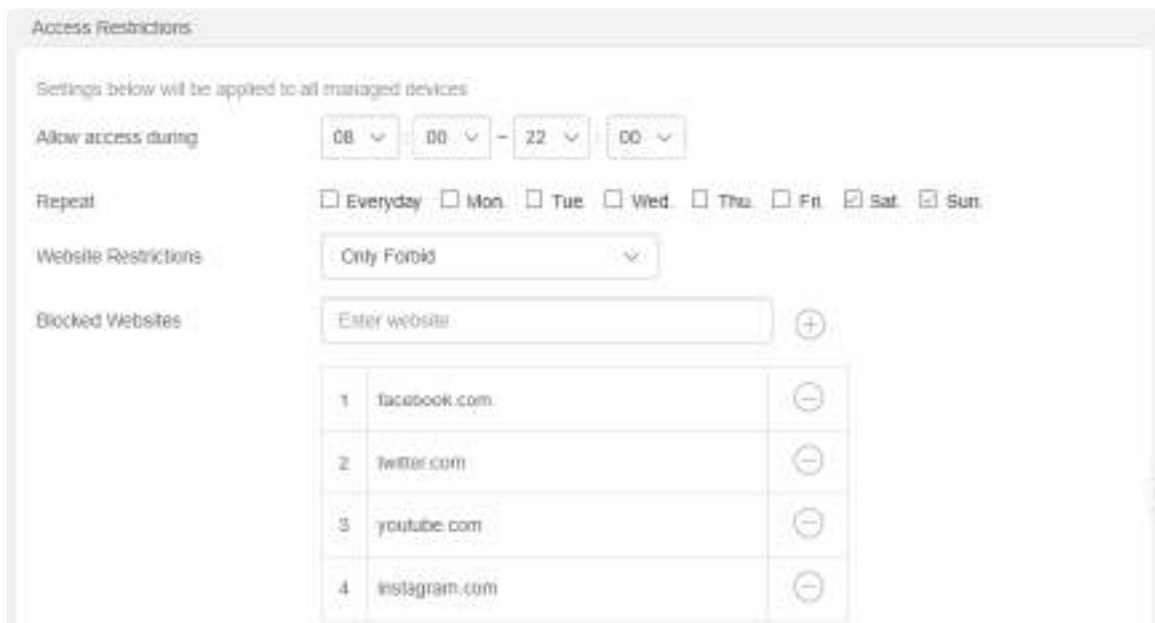 Access Restrictions
Settings below will be applied to all managed devices
Allow access during 08 : 00 – 22 : 00
Repeat Everyday Mon. Tue. Wed. Thu. Fri. Sat. Sun.
Website Restrictions Only Forbid
Blocked Websites Enter website
1 facebook.com
2 twitter.com
3 youtube.com
4 instagram.com